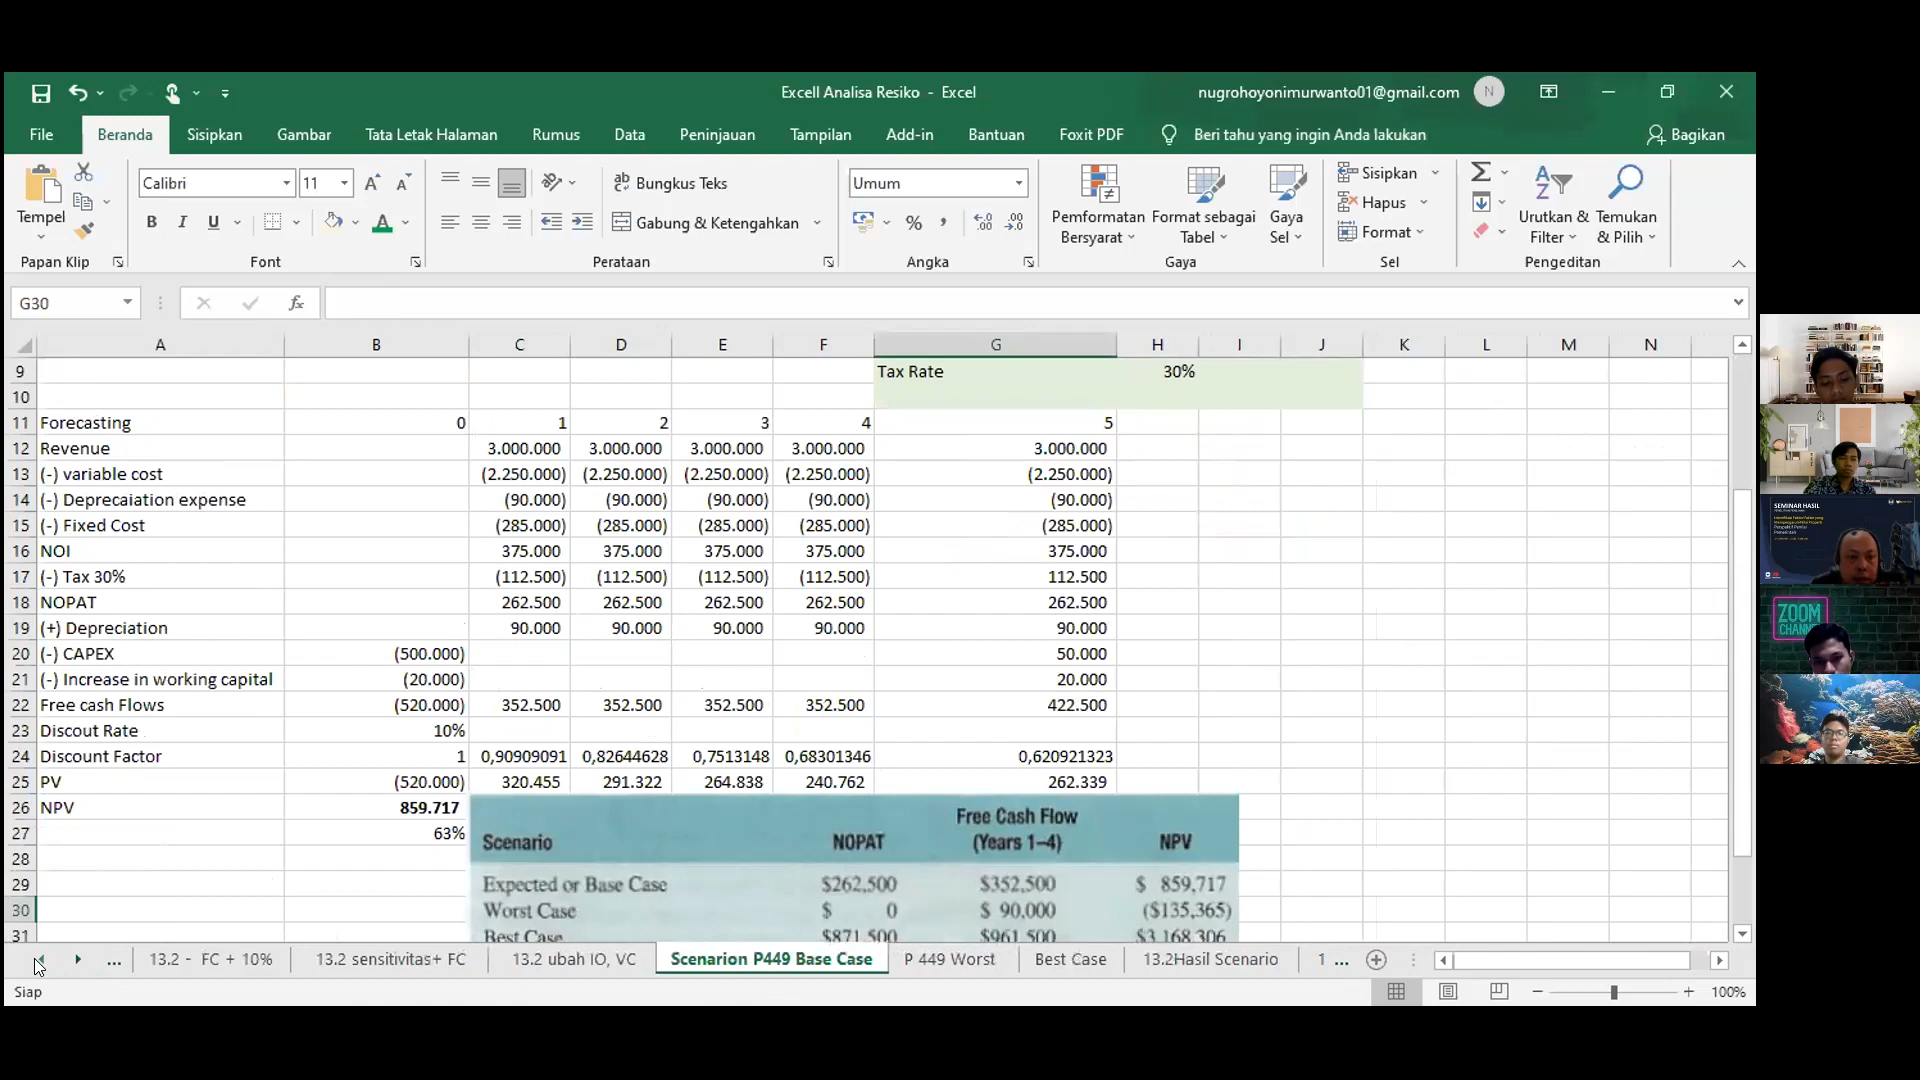 Excell Analisa Resiko - Excel
nugrohoyonimurwanto01@gmail.com N
File Beranda Sisipkan Gambar Tata Letak Halaman Rumus Data Peninjauan Tampilan Add-in Bantuan Foxit PDF Beri tahu yang ingin Anda lakukan Bagikan
Calibri 11 Bungkus Teks Umum Sisipkan
Tempel B I U Gabung & Ketengahkan Pemformatan Bersyarat Format sebagai Tabel Gaya Sel Hapus Format Urutkan & Filter Temukan & Pilih
Papan Klip Font Perataan Angka Gaya Sel Pengeditan
G30 fx
A B C D E F G H I J K L M N
9 Tax Rate 30%
10
11 Forecasting 0 1 2 3 4 5
12 Revenue 3.000.000 3.000.000 3.000.000 3.000.000 3.000.000
13 (-) variable cost (2.250.000) (2.250.000) (2.250.000) (2.250.000) (2.250.000)
14 (-) Deprecaiation expense (90.000) (90.000) (90.000) (90.000) (90.000)
15 (-) Fixed Cost (285.000) (285.000) (285.000) (285.000) (285.000)
16 NOI 375.000 375.000 375.000 375.000 375.000
17 (-) Tax 30% (112.500) (112.500) (112.500) (112.500) 112.500
18 NOPAT 262.500 262.500 262.500 262.500 262.500
19 (+) Depreciation 90.000 90.000 90.000 90.000 90.000
20 (-) CAPEX (500.000) 50.000
21 (-) Increase in working capital (20.000) 20.000
22 Free cash Flows (520.000) 352.500 352.500 352.500 352.500 422.500
23 Discout Rate 10%
24 Discount Factor 1 0,90909091 0,82644628 0,7513148 0,68301346 0,620921323
25 PV (520.000) 320.455 291.322 264.838 240.762 262.339
26 NPV 859.717
27 63%
28
29
30
31
Scenario NOPAT Free Cash Flow (Years 1–4) NPV
Expected or Base Case $262,500 $352,500 $ 859,717
Worst Case $ 0 $ 90,000 ($135,365)
Best Case $871,500 $961,500 $3,168,306
... 13.2 - FC + 10% 13.2 sensitivitas+ FC 13.2 ubah IO, VC Scenarion P449 Base Case P 449 Worst Best Case 13.2Hasil Scenario 1 ...
Siap 100%
SEMINAR HASIL
ZOOM
CHANN